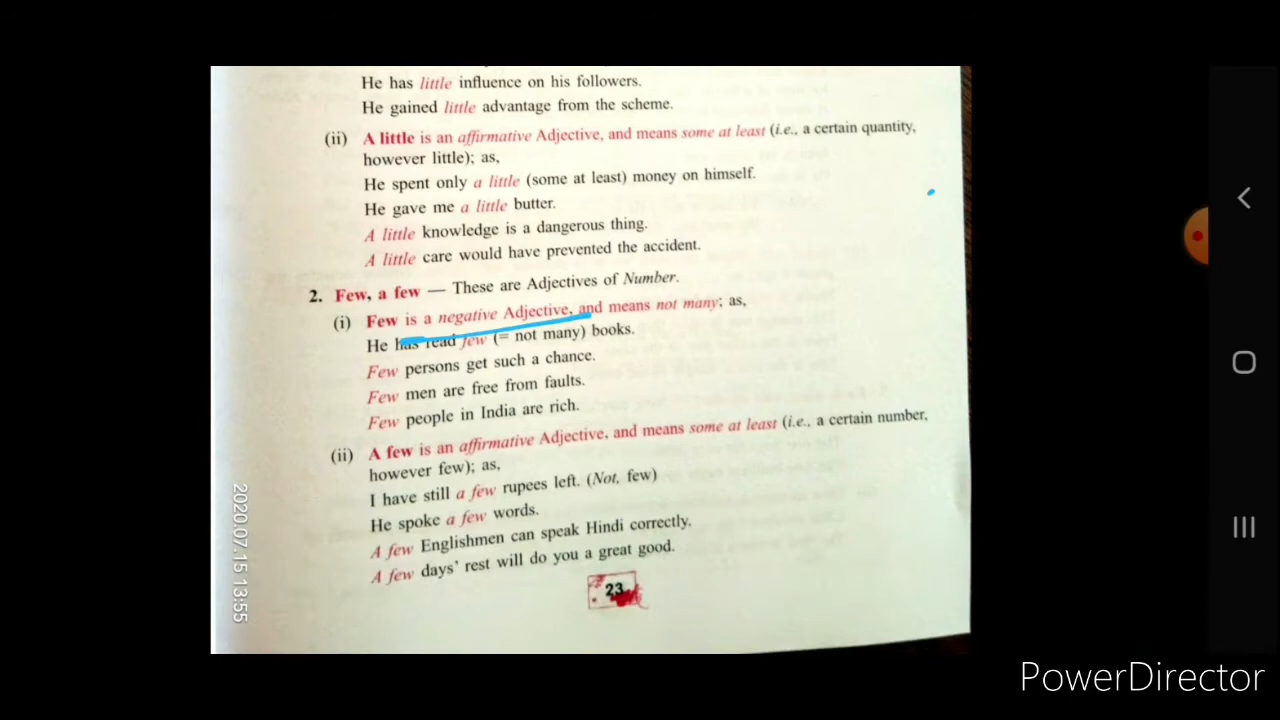 He has little influence on his followers.
He gained little advantage from the scheme.
(ii) A little is an affirmative Adjective, and means some at least (i.e., a certain quantity,
however little); as,
He spent only a little (some at least) money on himself.
He gave me a little butter.
A little knowledge is a dangerous thing.
A little care would have prevented the accident.
2. Few, a few — These are Adjectives of Number.
(i) Few is a negative Adjective, and means not many; as,
He has read few (= not many) books.
Few persons get such a chance.
Few men are free from faults.
Few people in India are rich.
(ii) A few is an affirmative Adjective, and means some at least (i.e., a certain number,
however few); as,
I have still a few rupees left. (Not, few)
He spoke a few words.
A few Englishmen can speak Hindi correctly.
A few days' rest will do you a great good.
23
2020.07.15 13:55
PowerDirector